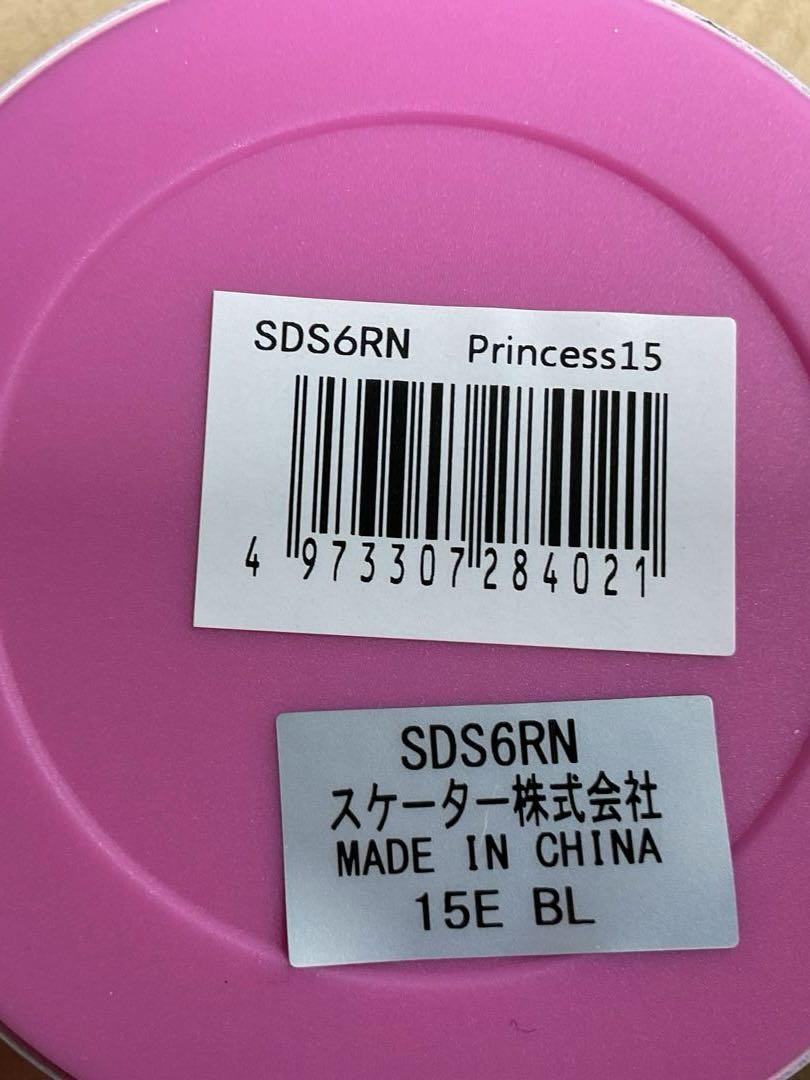 SDS6RN Princess15
4 973307 284021
SDS6RN
スケーター株式会社
MADE IN CHINA
15E BL